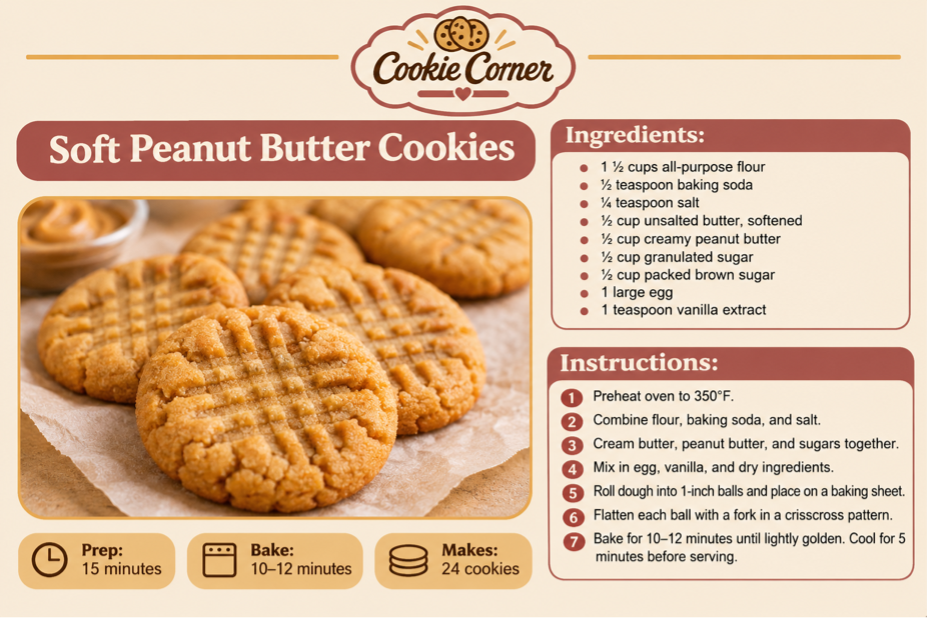 Cookie Corner
Soft Peanut Butter Cookies
Prep:
15 minutes
Bake:
10–12 minutes
Makes:
24 cookies
Ingredients:
1 ½ cups all-purpose flour
½ teaspoon baking soda
¼ teaspoon salt
½ cup unsalted butter, softened
½ cup creamy peanut butter
½ cup granulated sugar
½ cup packed brown sugar
1 large egg
1 teaspoon vanilla extract
Instructions:
1 Preheat oven to 350°F.
2 Combine flour, baking soda, and salt.
3 Cream butter, peanut butter, and sugars together.
4 Mix in egg, vanilla, and dry ingredients.
5 Roll dough into 1-inch balls and place on a baking sheet.
6 Flatten each ball with a fork in a crisscross pattern.
7 Bake for 10–12 minutes until lightly golden. Cool for 5
minutes before serving.